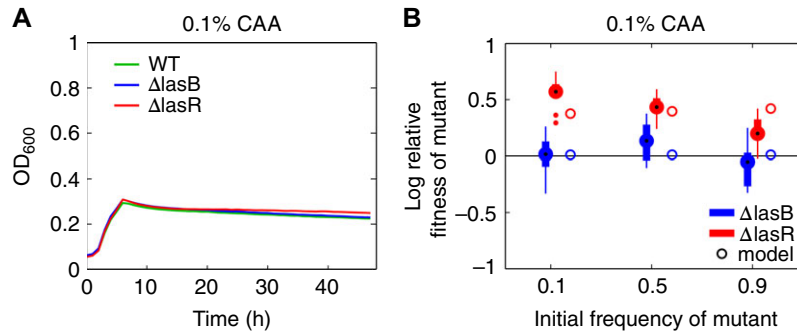 A
0.1% CAA
WT
ΔlasB
ΔlasR
OD600
1
0.8
0.6
0.4
0.2
0
0
10
20
30
40
Time (h)
B
0.1% CAA
Log relative
fitness of mutant
1
0.5
0
−0.5
−1
ΔlasB
ΔlasR
model
0.1
0.5
0.9
Initial frequency of mutant